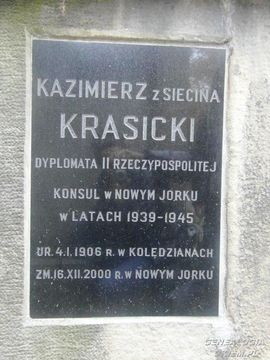 KAZIMIERZ z SIECINA
KRASICKI
DYPLOMATA II RZECZYPOSPOLITEJ
KONSUL w NOWYM JORKU
w LATACH 1939-1945
UR. 4.I.1906 R. w KOLĘDZIANACH
ZM. 16.XII.2000 R. w NOWYM JORKU
GENEALOGIA